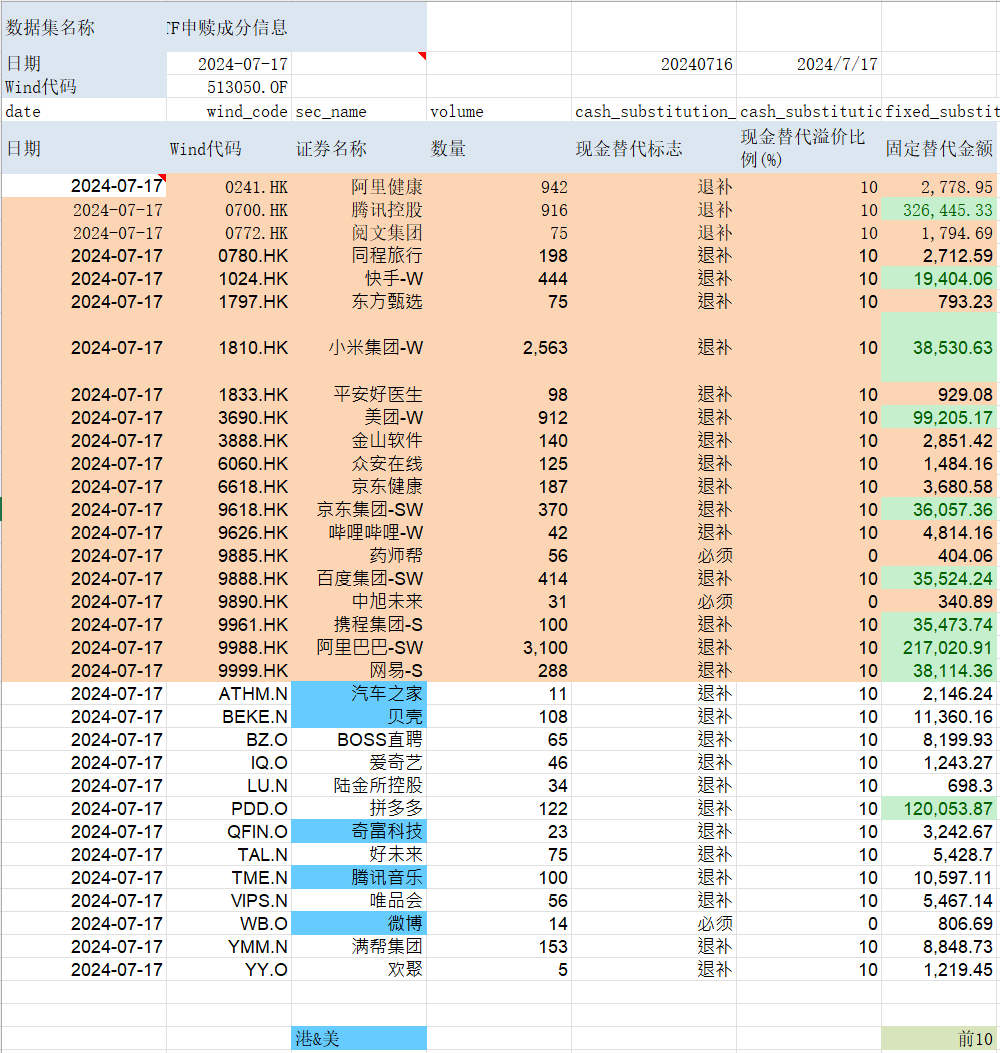 数据集名称 TF申赎成分信息
日期 2024-07-17 20240716 2024/7/17
Wind代码 513050.OF
date wind_code sec_name volume cash_substitution_ cash_substitutic fixed_substit
日期 Wind代码 证券名称 数量 现金替代标志 现金替代溢价比例(%) 固定替代金额
2024-07-17 0241.HK 阿里健康 942 退补 10 2,778.95
2024-07-17 0700.HK 腾讯控股 916 退补 10 326,445.33
2024-07-17 0772.HK 阅文集团 75 退补 10 1,794.69
2024-07-17 0780.HK 同程旅行 198 退补 10 2,712.59
2024-07-17 1024.HK 快手-W 444 退补 10 19,404.06
2024-07-17 1797.HK 东方甄选 75 退补 10 793.23
2024-07-17 1810.HK 小米集团-W 2,563 退补 10 38,530.63
2024-07-17 1833.HK 平安好医生 98 退补 10 929.08
2024-07-17 3690.HK 美团-W 912 退补 10 99,205.17
2024-07-17 3888.HK 金山软件 140 退补 10 2,851.42
2024-07-17 6060.HK 众安在线 125 退补 10 1,484.16
2024-07-17 6618.HK 京东健康 187 退补 10 3,680.58
2024-07-17 9618.HK 京东集团-SW 370 退补 10 36,057.36
2024-07-17 9626.HK 哔哩哔哩-W 42 退补 10 4,814.16
2024-07-17 9885.HK 药师帮 56 必须 0 404.06
2024-07-17 9888.HK 百度集团-SW 414 退补 10 35,524.24
2024-07-17 9890.HK 中旭未来 31 必须 0 340.89
2024-07-17 9961.HK 携程集团-S 100 退补 10 35,473.74
2024-07-17 9988.HK 阿里巴巴-SW 3,100 退补 10 217,020.91
2024-07-17 9999.HK 网易-S 288 退补 10 38,114.36
2024-07-17 ATHM.N 汽车之家 11 退补 10 2,146.24
2024-07-17 BEKE.N 贝壳 108 退补 10 11,360.16
2024-07-17 BZ.O BOSS直聘 65 退补 10 8,199.93
2024-07-17 IQ.O 爱奇艺 46 退补 10 1,243.27
2024-07-17 LU.N 陆金所控股 34 退补 10 698.3
2024-07-17 PDD.O 拼多多 122 退补 10 120,053.87
2024-07-17 QFIN.O 奇富科技 23 退补 10 3,242.67
2024-07-17 TAL.N 好未来 75 退补 10 5,428.7
2024-07-17 TME.N 腾讯音乐 100 退补 10 10,597.11
2024-07-17 VIPS.N 唯品会 56 退补 10 5,467.14
2024-07-17 WB.O 微博 14 必须 0 806.69
2024-07-17 YMM.N 满帮集团 153 退补 10 8,848.73
2024-07-17 YY.O 欢聚 5 退补 10 1,219.45
港&美 前10